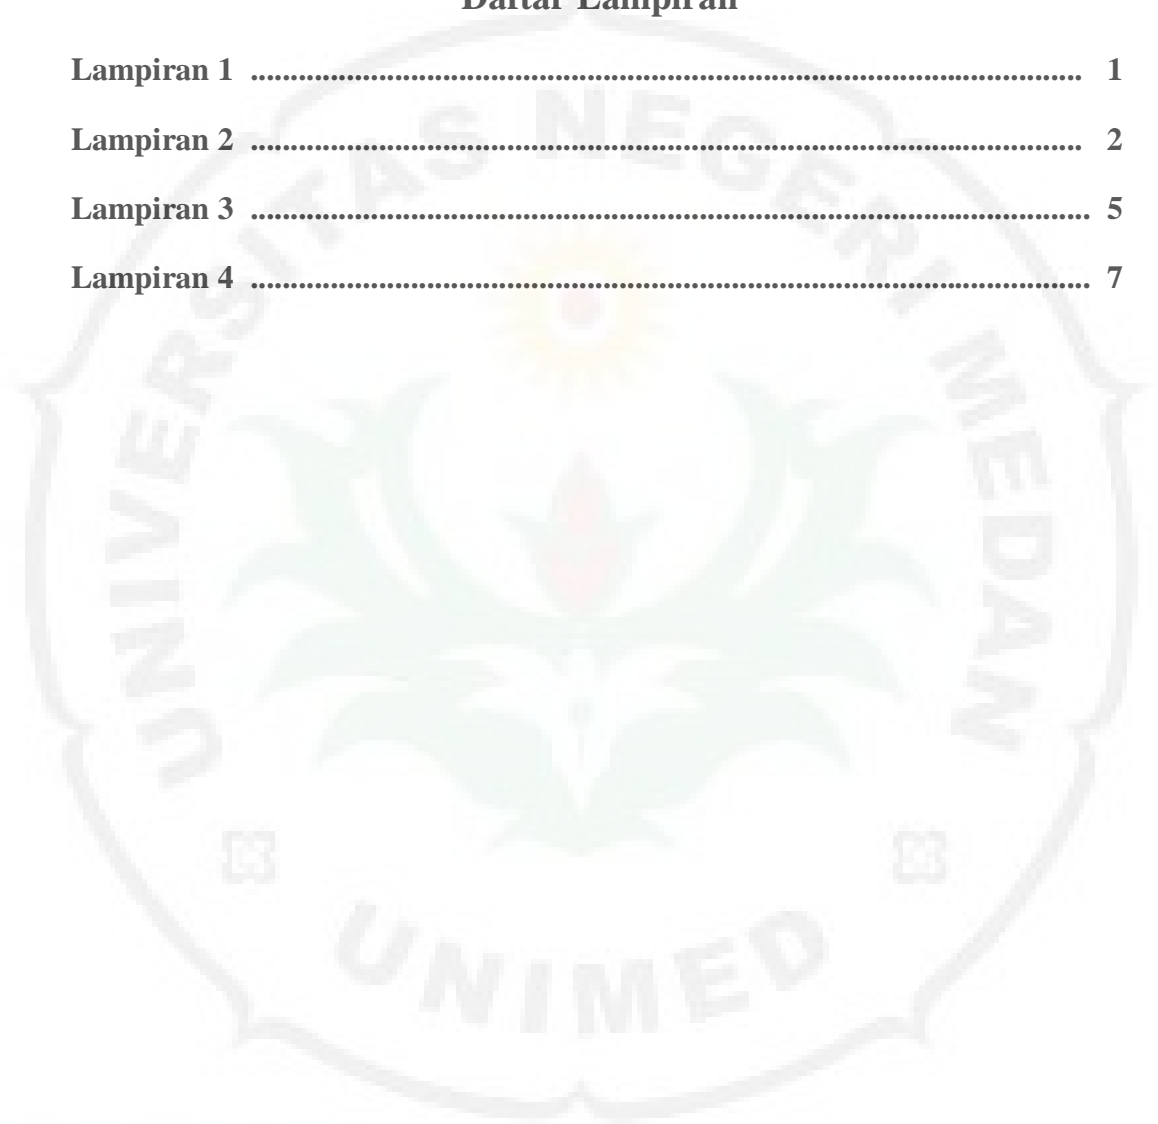 Daftar Lampiran
Lampiran 1 ........................................................................................................ 1
Lampiran 2 ........................................................................................................ 2
Lampiran 3 ......................................................................................................... 5
Lampiran 4 ......................................................................................................... 7
UNIVERSITAS NEGERI MEDAN
UNIMED